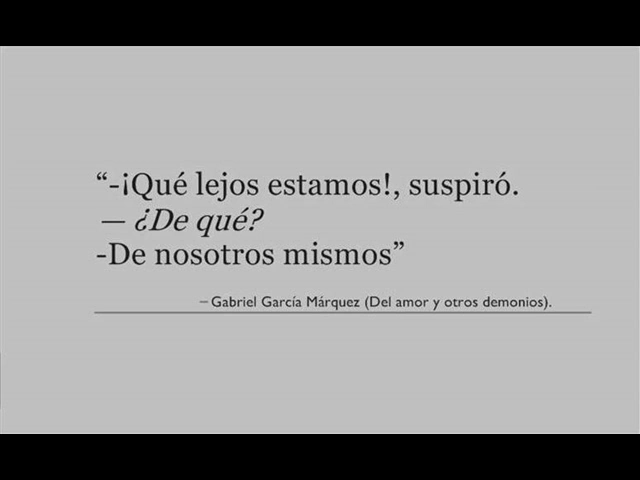 “-¡Qué lejos estamos!, suspiró.
— ¿De qué?
-De nosotros mismos”
— Gabriel García Márquez (Del amor y otros demonios).